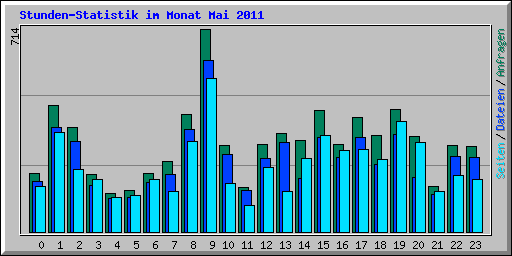 Stunden-Statistik im Monat Mai 2011
714
Seiten / Dateien / Anfragen
0 1 2 3 4 5 6 7 8 9 10 11 12 13 14 15 16 17 18 19 20 21 22 23